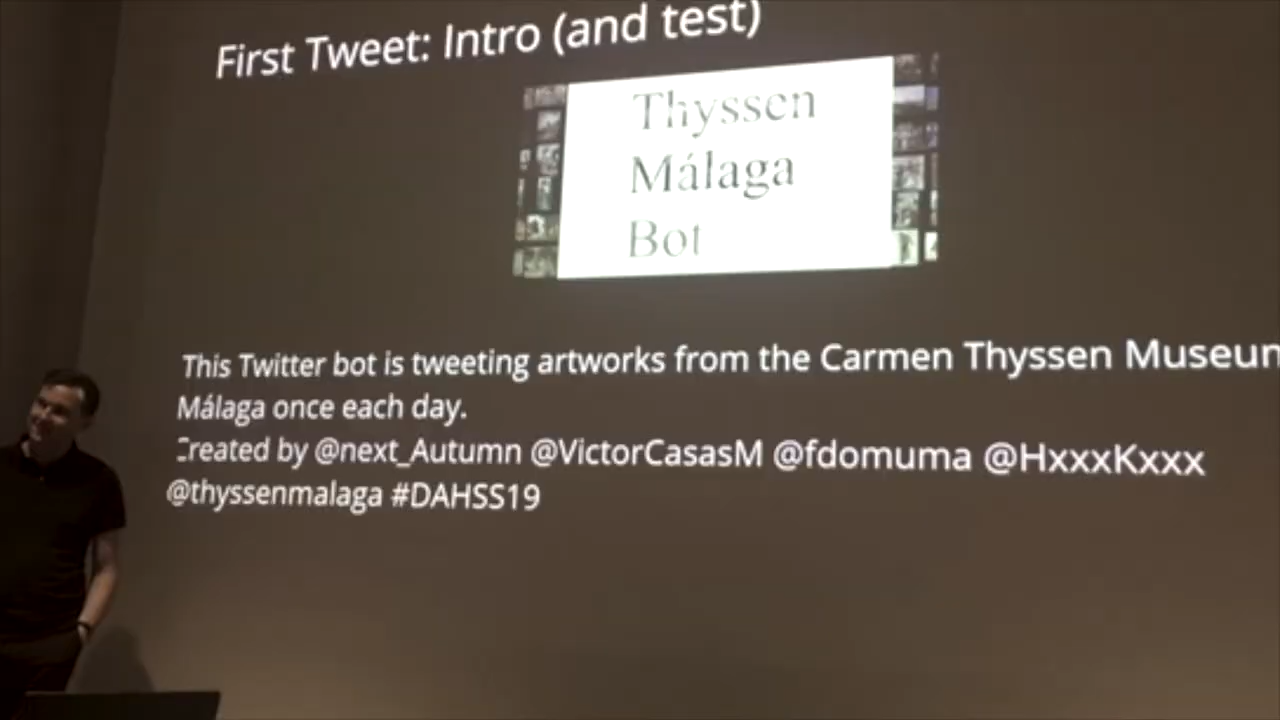 First Tweet: Intro (and test)
Thyssen
Málaga
Bot
This Twitter bot is tweeting artworks from the Carmen Thyssen Museum
Málaga once each day.
Created by @next_Autumn @VictorCasasM @fdomuma @HxxxKxxx
@thyssenmalaga #DAHSS19